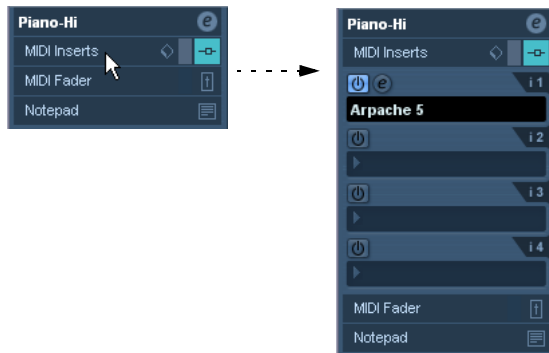 Piano-Hi
MIDI Inserts
MIDI Fader
Notepad
Piano-Hi
MIDI Inserts
i 1
Arpache 5
i 2
i 3
i 4
MIDI Fader
Notepad